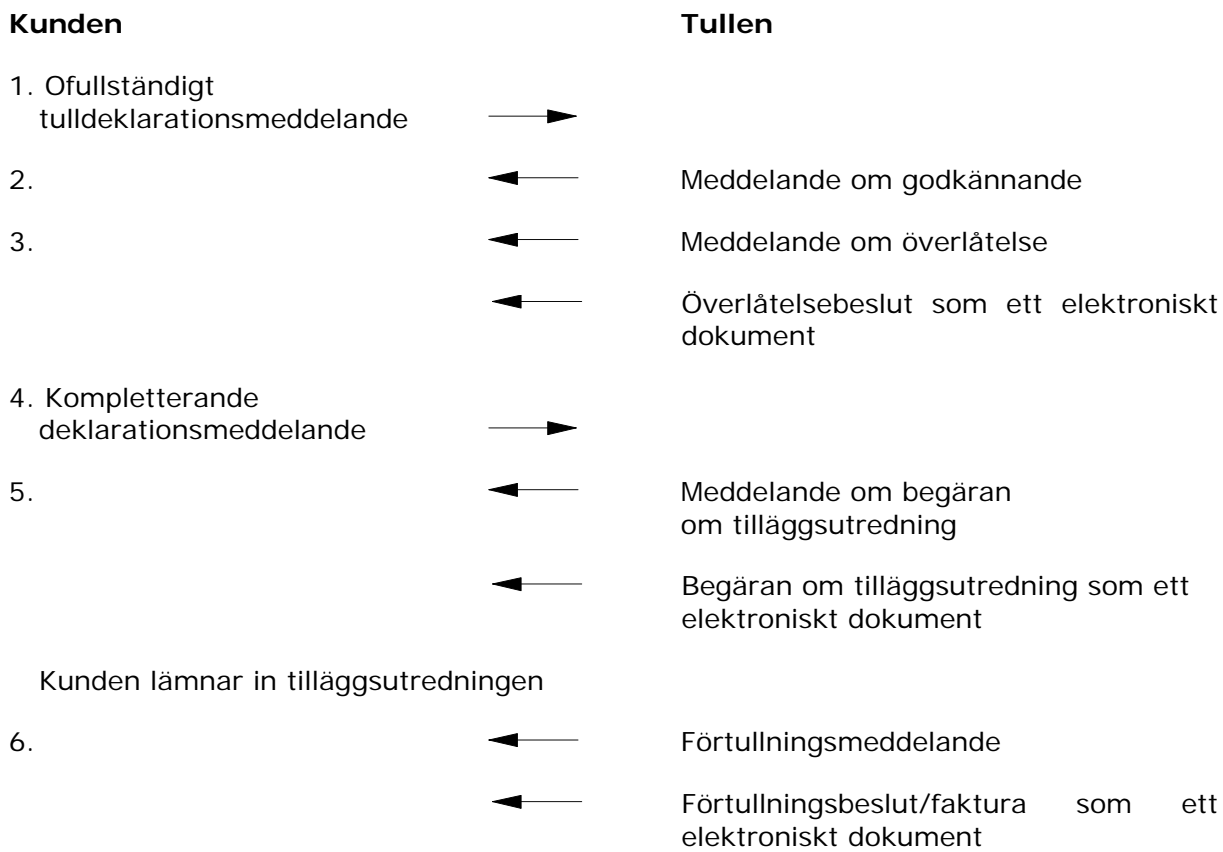 Kunden Tullen
1. Ofullständigt
tulldeklarationsmeddelande
2. Meddelande om godkännande
3. Meddelande om överlåtelse
Överlåtelsebeslut som ett elektroniskt
dokument
4. Kompletterande
deklarationsmeddelande
5. Meddelande om begäran
om tilläggsutredning
Begäran om tilläggsutredning som ett
elektroniskt dokument
Kunden lämnar in tilläggsutredningen
6. Förtullningsmeddelande
Förtullningsbeslut/faktura som ett
elektroniskt dokument